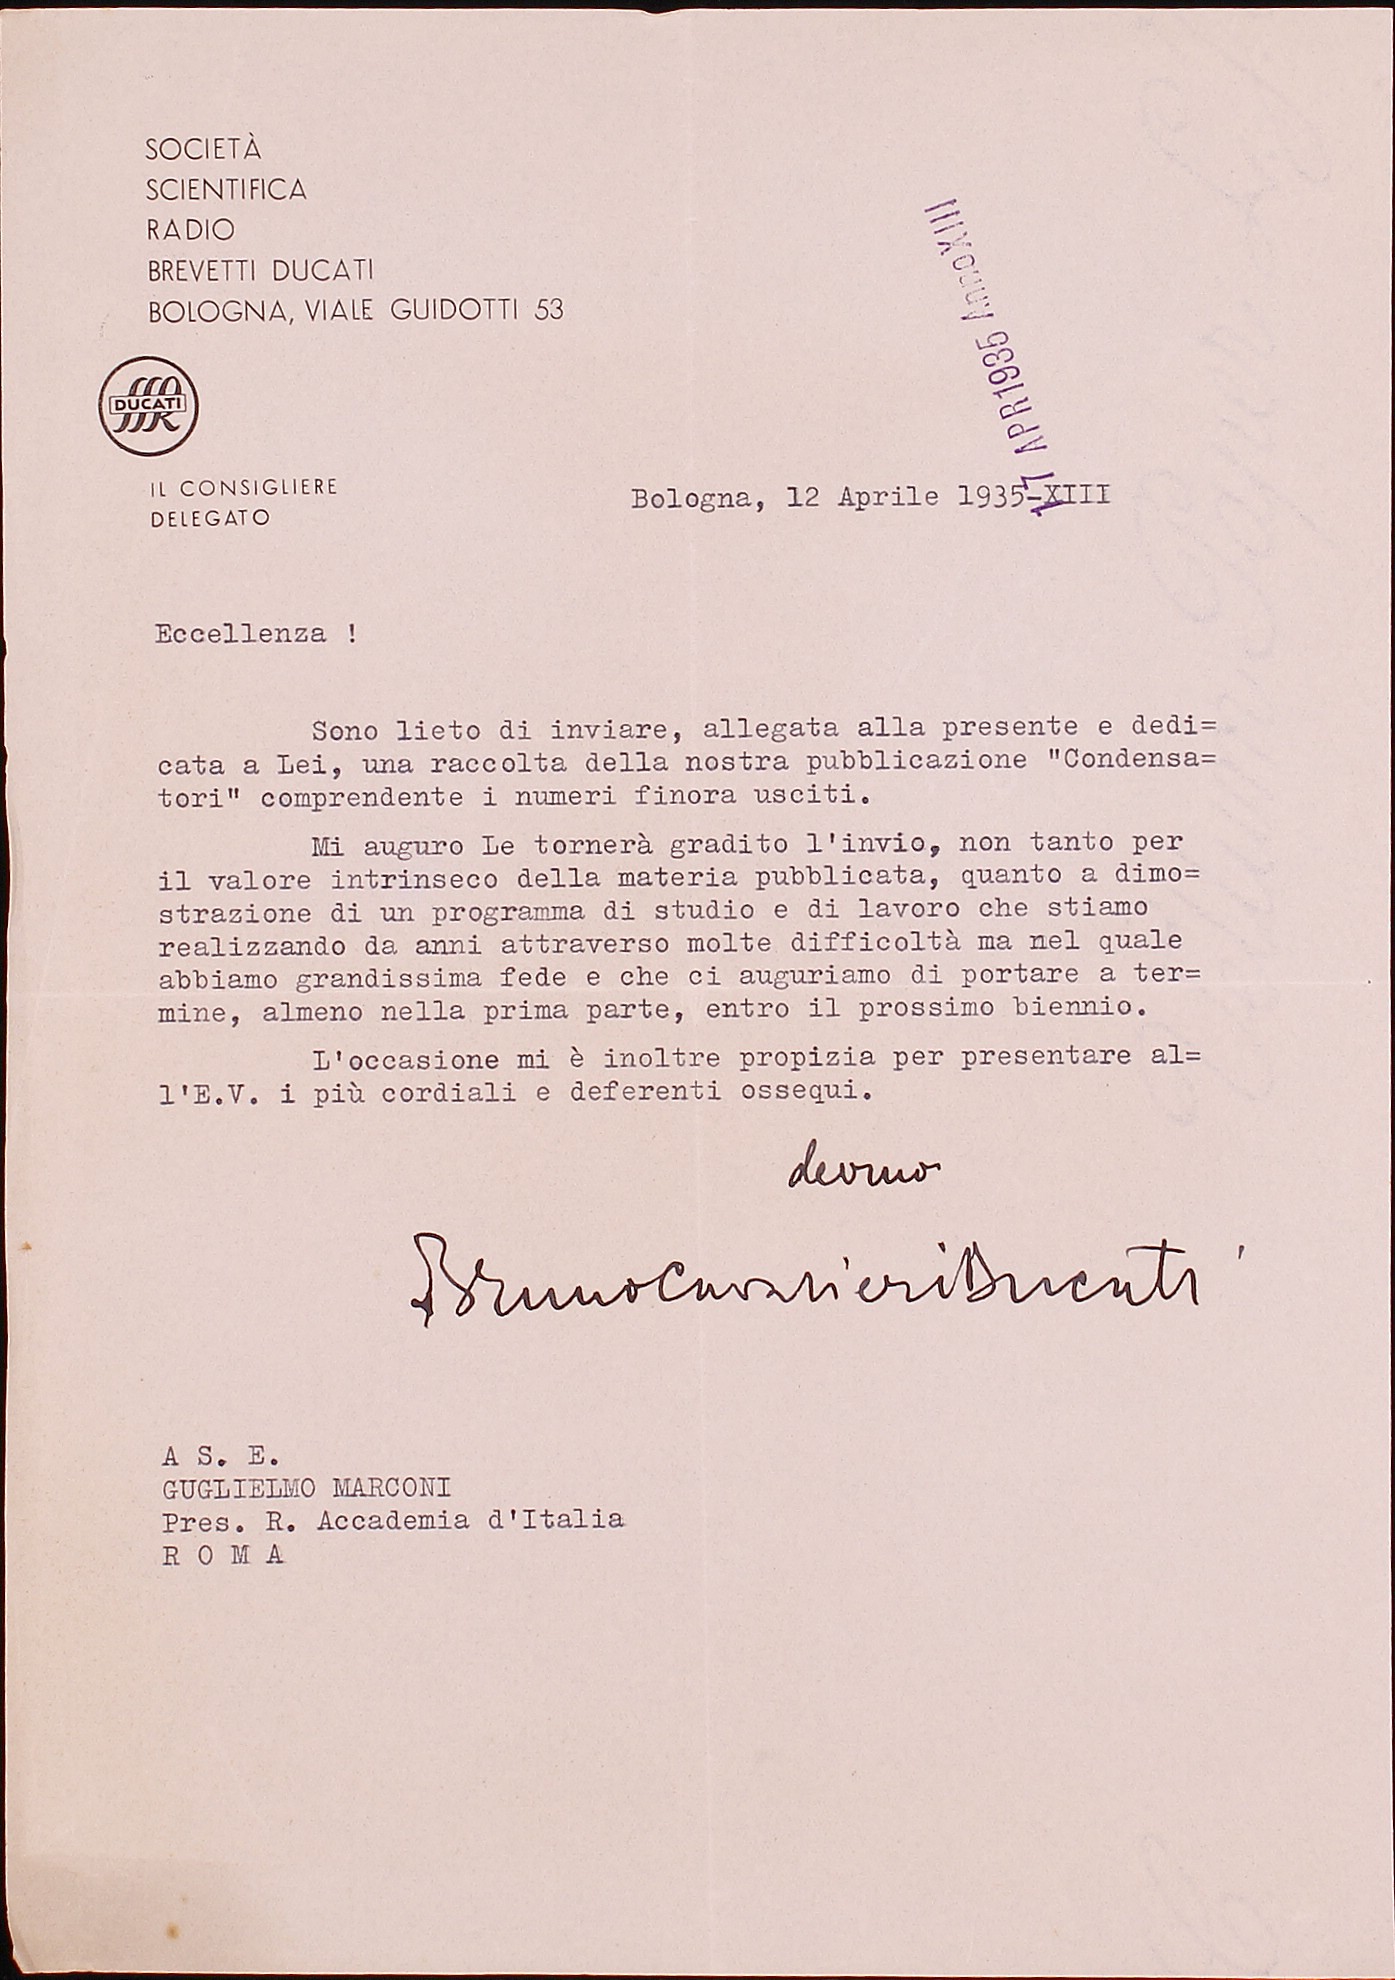 SOCIETÀ
SCIENTIFICA
RADIO
BREVETTI DUCATI
BOLOGNA, VIALE GUIDOTTI 53
DUCATI
IL CONSIGLIERE
DELEGATO
17 APR 1935 Anno XIII
Bologna, 12 Aprile 1935-XIII
Eccellenza !
Sono lieto di inviare, allegata alla presente e dedi=
cata a Lei, una raccolta della nostra pubblicazione "Condensa=
tori" comprendente i numeri finora usciti.
Mi auguro Le tornerà gradito l'invio, non tanto per
il valore intrinseco della materia pubblicata, quanto a dimo=
strazione di un programma di studio e di lavoro che stiamo
realizzando da anni attraverso molte difficoltà ma nel quale
abbiamo grandissima fede e che ci auguriamo di portare a ter=
mine, almeno nella prima parte, entro il prossimo biennio.
L'occasione mi è inoltre propizia per presentare al=
l'E.V. i più cordiali e deferenti ossequi.
devmo
Bruno Cavalieri Ducati
A S. E.
GUGLIELMO MARCONI
Pres. R. Accademia d'Italia
R O M A